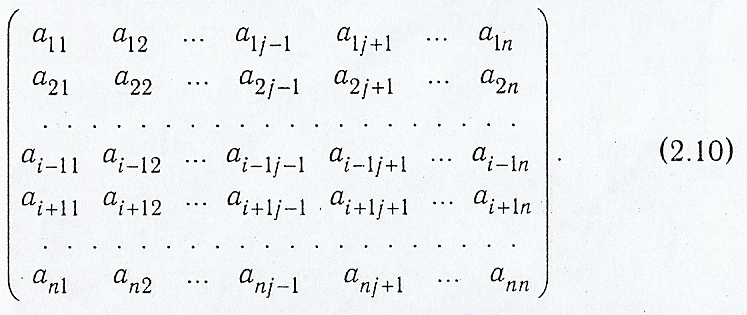 a₁₁ a₁₂ ... a₁ⱼ₋₁ a₁ⱼ₊₁ ... a₁ₙ
a₂₁ a₂₂ ... a₂ⱼ₋₁ a₂ⱼ₊₁ ... a₂ₙ
. . . . . . . . . . . . . . . . . .
aᵢ₋₁₁ aᵢ₋₁₂ ... aᵢ₋₁ⱼ₋₁ aᵢ₋₁ⱼ₊₁ ... aᵢ₋₁ₙ . (2.10)
aᵢ₊₁₁ aᵢ₊₁₂ ... aᵢ₊₁ⱼ₋₁ aᵢ₊₁ⱼ₊₁ ... aᵢ₊₁ₙ
. . . . . . . . . . . . . . . . . .
aₙ₁ aₙ₂ ... aₙⱼ₋₁ aₙⱼ₊₁ ... aₙₙ